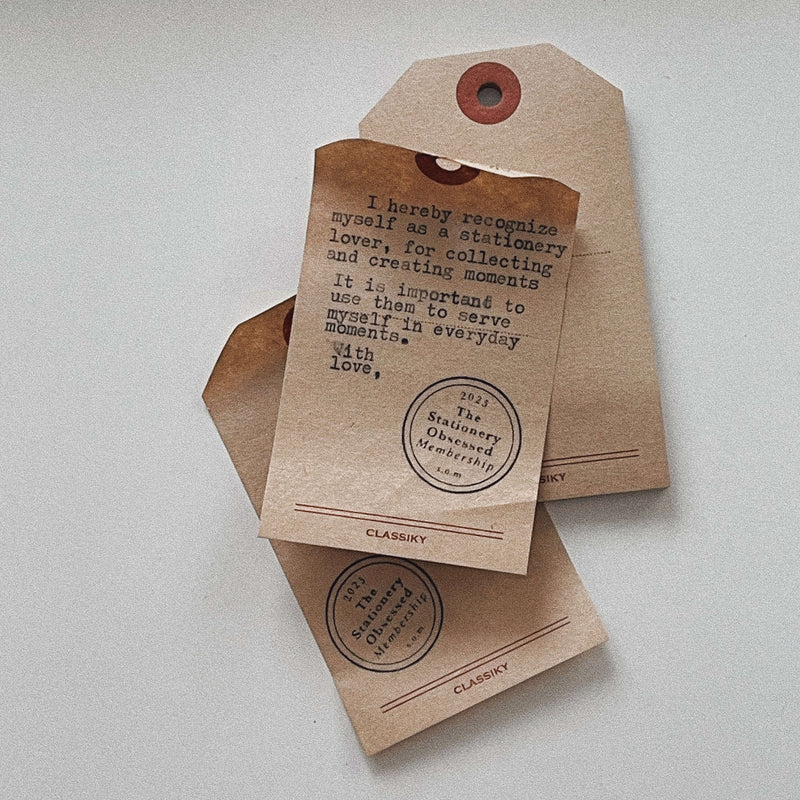 I hereby recognize
myself as a stationery
lover, for collecting
and creating moments
It is important to
use them to serve
myself in everyday
moments.
With
love,
2023
The
Stationery
Obsessed
Membership
s.o.m
CLASSIKY
SIKY
2023
The
Stationery
Obsessed
Membership
s.o.m
CLASSIKY